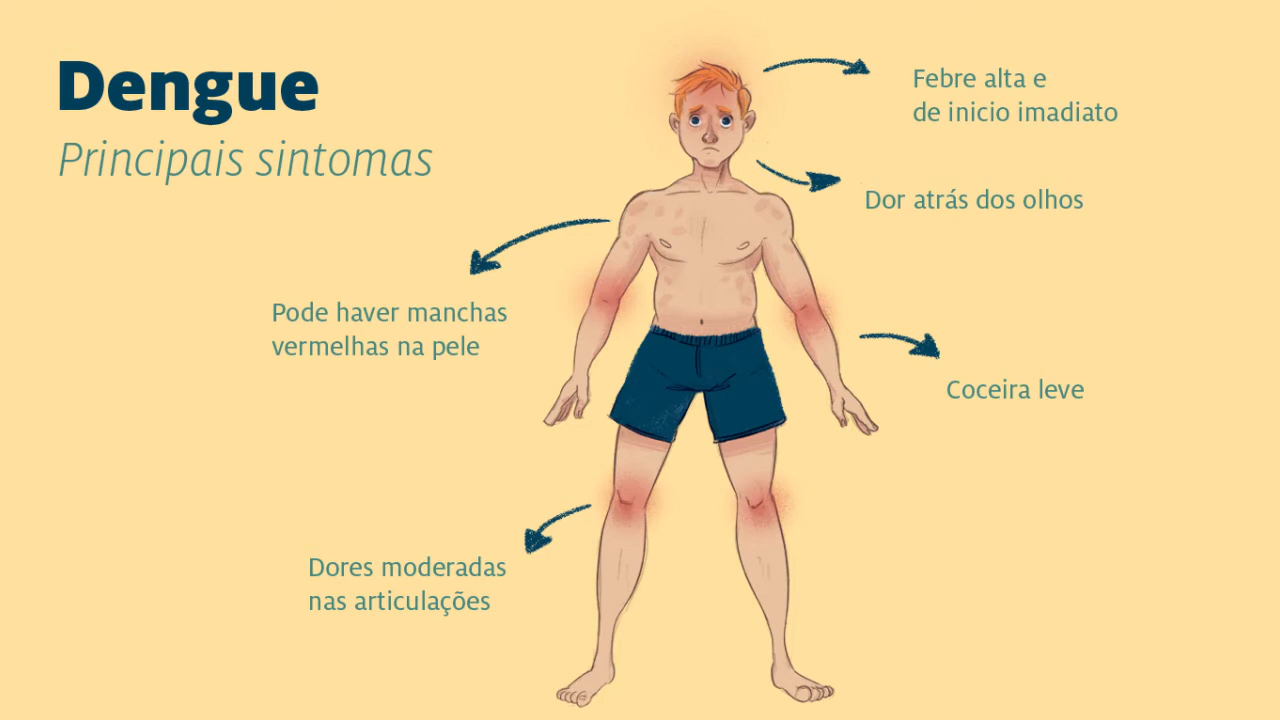 Dengue
Principais sintomas
Febre alta e
de inicio imadiato
Dor atrás dos olhos
Pode haver manchas
vermelhas na pele
Coceira leve
Dores moderadas
nas articulações